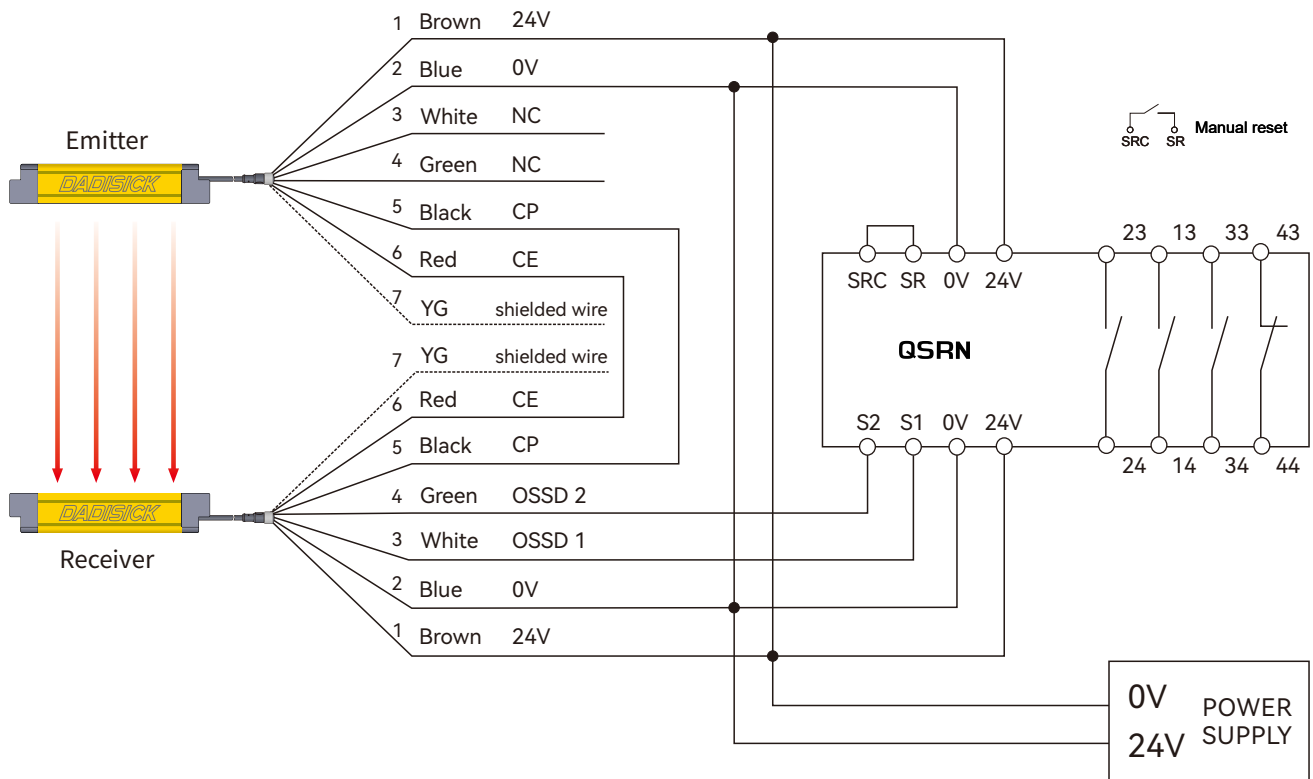 1 Brown 24V
2 Blue 0V
3 White NC
4 Green NC
5 Black CP
6 Red CE
7 YG shielded wire
7 YG shielded wire
6 Red CE
5 Black CP
4 Green OSSD 2
3 White OSSD 1
2 Blue 0V
1 Brown 24V
Emitter
DADISICK
DADISICK
Receiver
SRC SR Manual reset
23 13 33 43
SRC SR 0V 24V
QSRN
S2 S1 0V 24V
24 14 34 44
0V
24V
POWER
SUPPLY